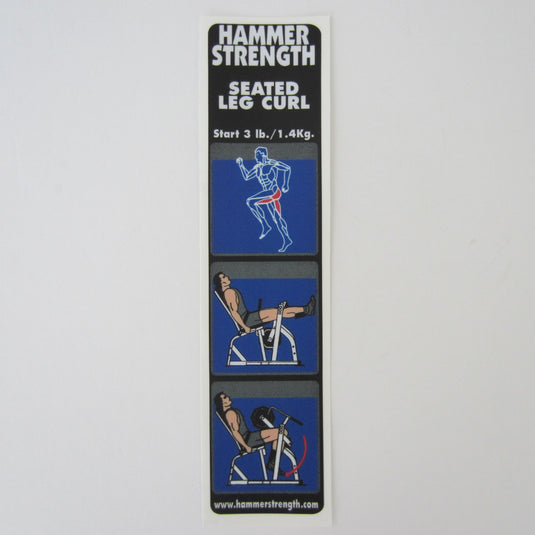 HAMMER
STRENGTH
SEATED
LEG CURL
Start 3 lb./1.4Kg.
www.hammerstrength.com